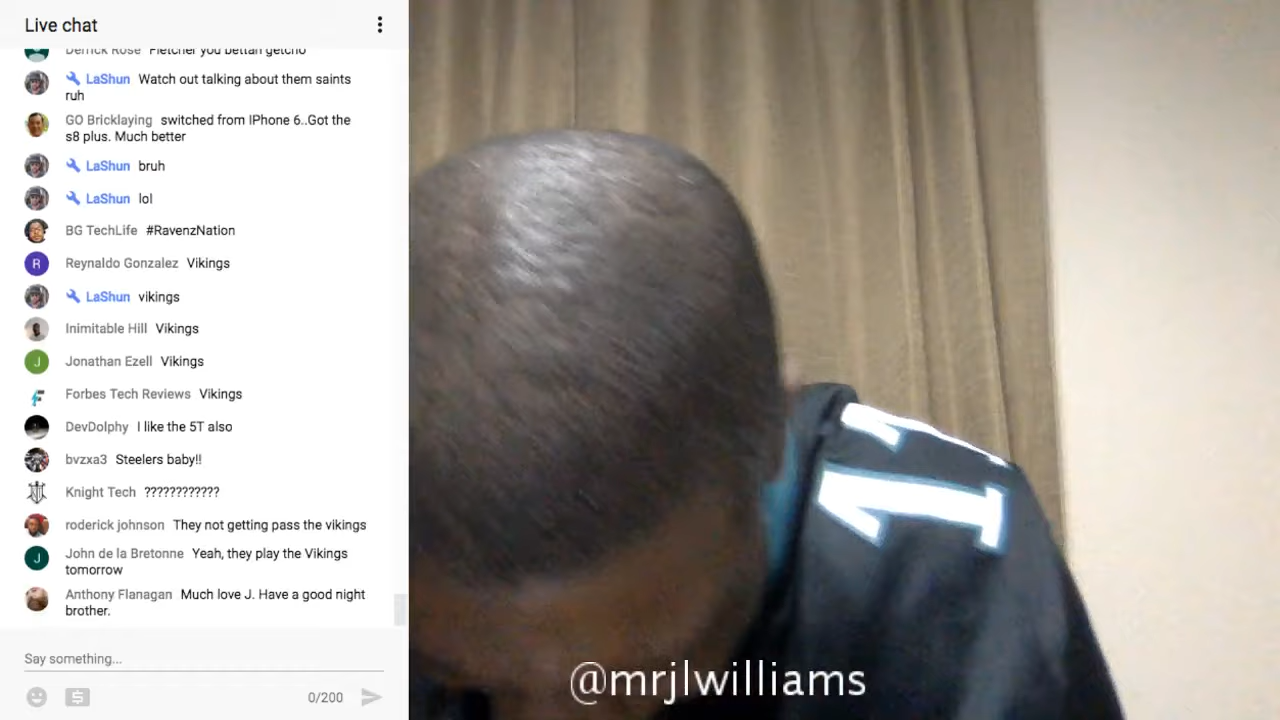 Live chat
Derrick Rose Fletcher you bettah getcho
LaShun Watch out talking about them saints
ruh
GO Bricklaying switched from IPhone 6..Got the
s8 plus. Much better
LaShun bruh
LaShun lol
BG TechLife #RavenzNation
R
Reynaldo Gonzalez Vikings
LaShun vikings
Inimitable Hill Vikings
J
Jonathan Ezell Vikings
Forbes Tech Reviews Vikings
DevDolphy I like the 5T also
bvzxa3 Steelers baby!!
Knight Tech ????????????
roderick johnson They not getting pass the vikings
J
John de la Bretonne Yeah, they play the Vikings
tomorrow
Anthony Flanagan Much love J. Have a good night
brother.
Say something...
0/200
1
@mrjlwilliams